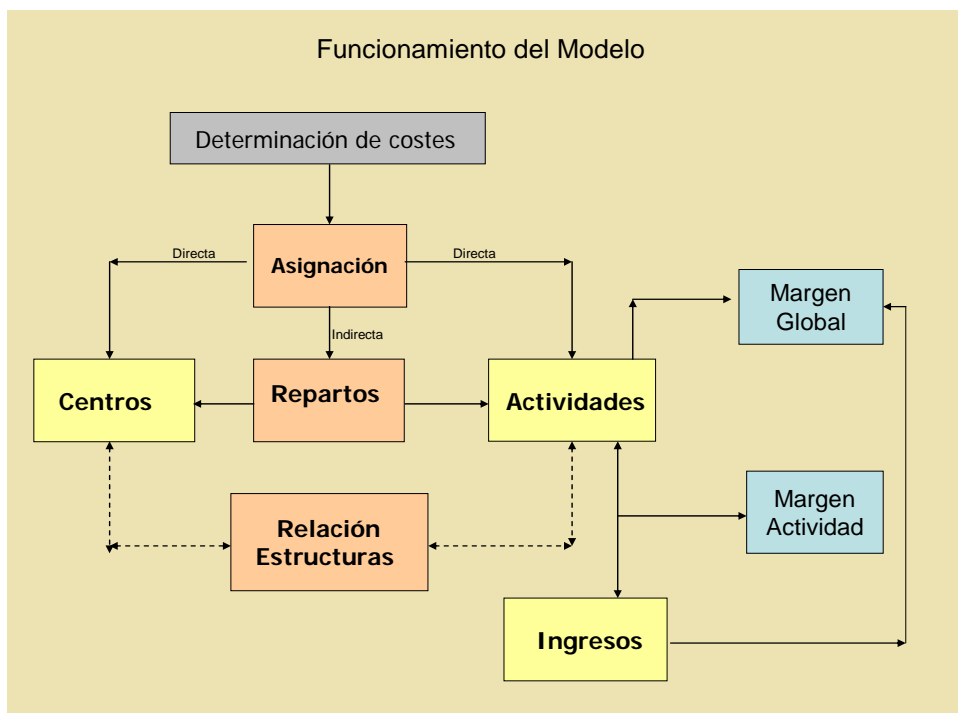 Funcionamiento del Modelo
Determinación de costes
Directa
Asignación
Directa
Indirecta
Margen
Global
Centros
Repartos
Actividades
Relación
Estructuras
Margen
Actividad
Ingresos